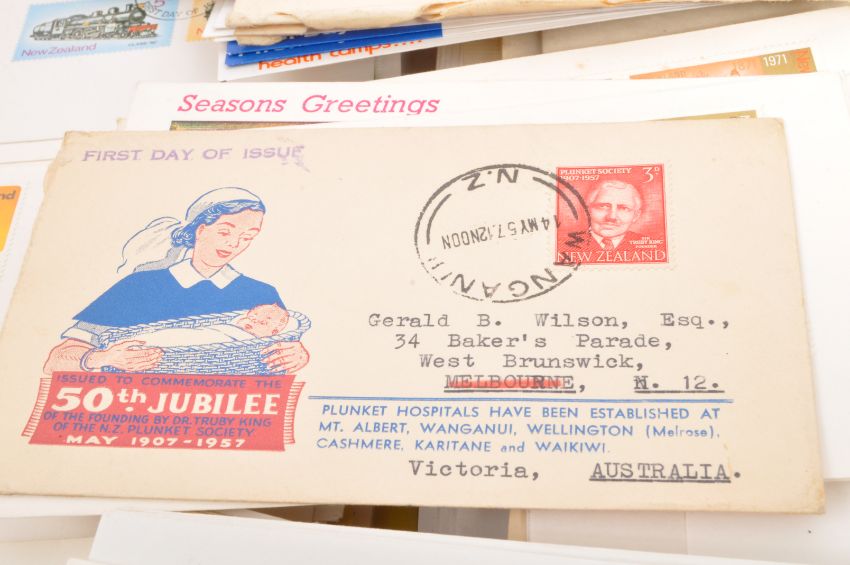 New Zealand
health camps....
1971
Seasons Greetings
FIRST DAY OF ISSUE
N.Z
14 MY 57.12NOON
WANGANUI
PLUNKET SOCIETY
1907-1957
3D
SIR
TRUBY KING
FOUNDER
NEW ZEALAND
Gerald B. Wilson, Esq.,
34 Baker's Parade,
West Brunswick,
MELBOURNE, N. 12.
ISSUED TO COMMEMORATE THE
50th JUBILEE
OF THE FOUNDING BY DR. TRUBY KING
OF THE N.Z. PLUNKET SOCIETY
MAY 1907-1957
PLUNKET HOSPITALS HAVE BEEN ESTABLISHED AT
MT. ALBERT, WANGANUI, WELLINGTON (Melrose),
CASHMERE, KARITANE and WAIKIWI.
Victoria, AUSTRALIA.